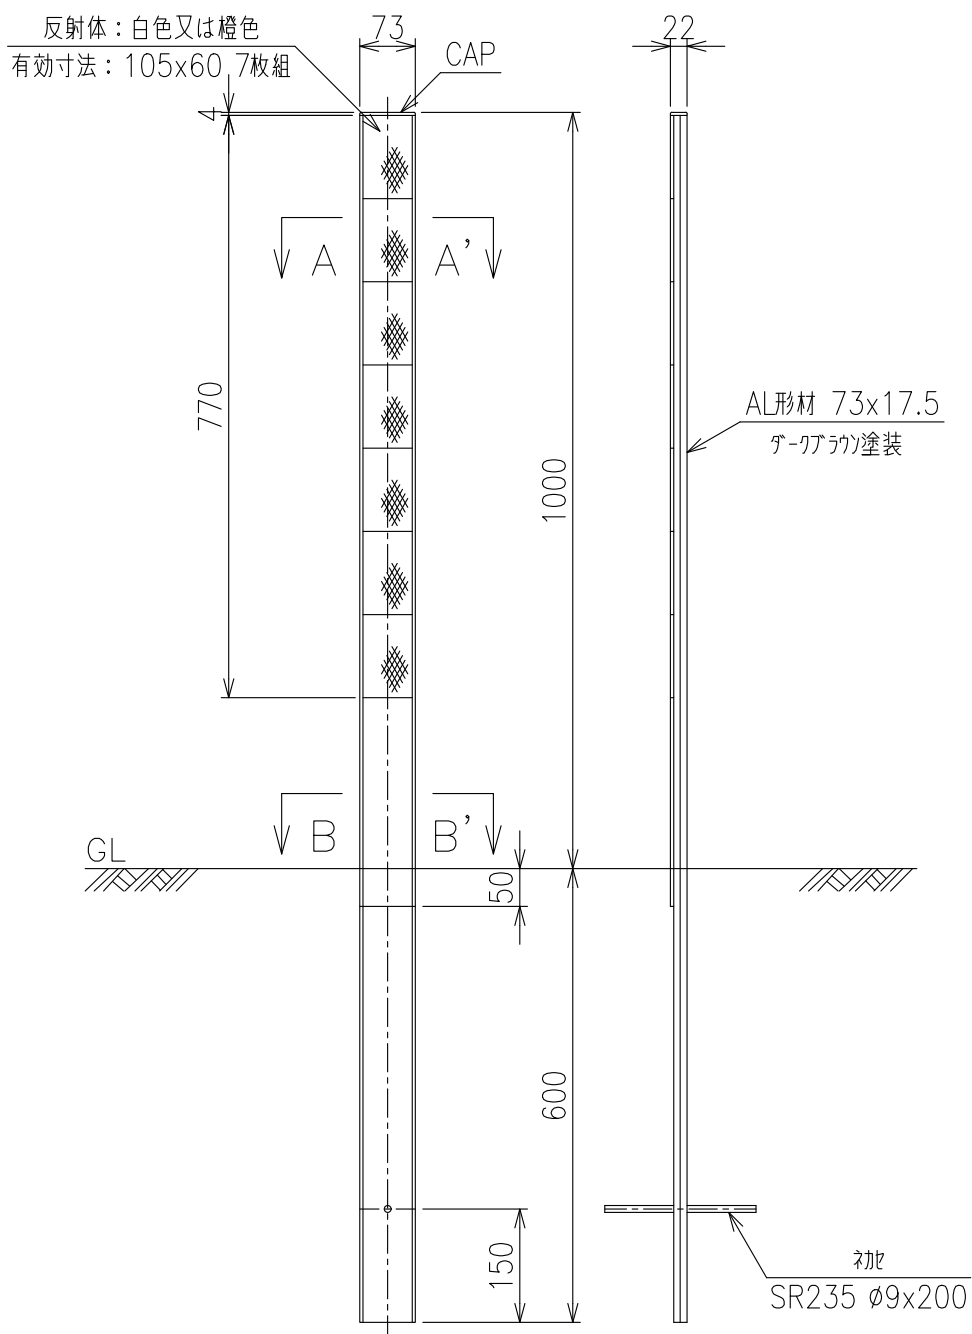 反射体：白色又は橙色
有効寸法：105x60 7枚組
73
CAP
22
4
A
A'
770
1000
AL形材 73x17.5
ﾀﾞｰｸﾌﾞﾗｳﾝ塗装
B
B'
GL
50
600
150
ﾈｶｾ
SR235 φ9x200